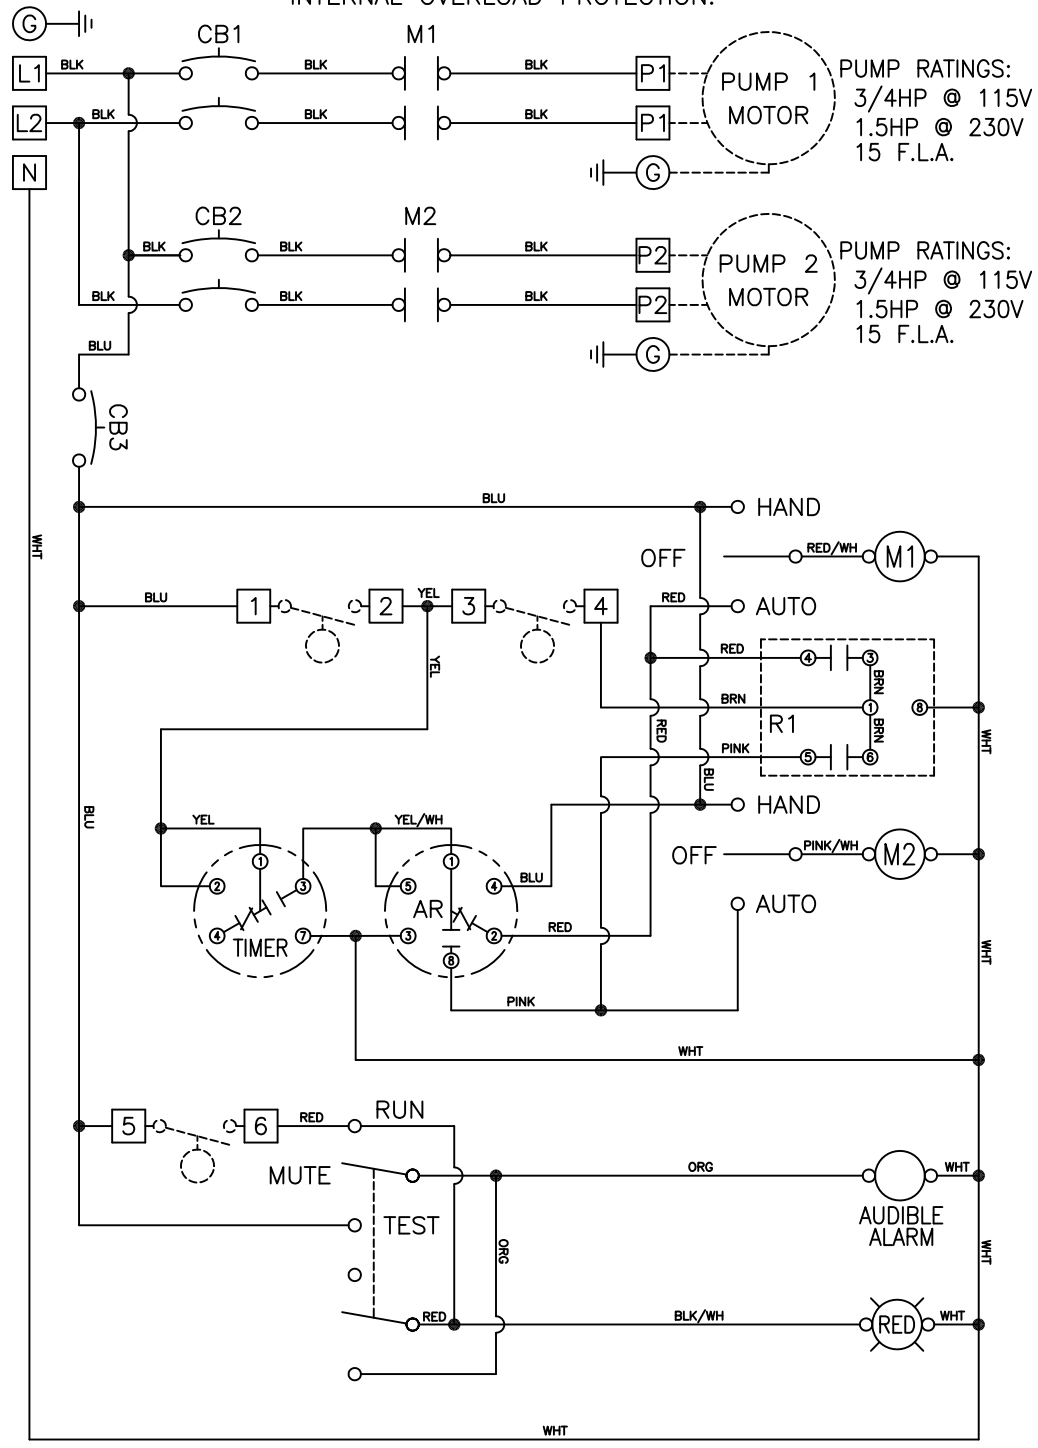 INTERNAL OVERLOAD PROTECTION.
G
CB1
M1
L1
BLK
BLK
BLK
P1
PUMP 1
MOTOR
PUMP RATINGS:
3/4HP @ 115V
1.5HP @ 230V
15 F.L.A.
L2
BLK
BLK
BLK
P1
N
G
CB2
M2
BLK
BLK
BLK
P2
PUMP 2
MOTOR
PUMP RATINGS:
3/4HP @ 115V
1.5HP @ 230V
15 F.L.A.
BLK
BLK
BLK
P2
BLU
G
CB3
BLU
HAND
WHT
OFF
RED/WH
M1
BLU
1
2
YEL
3
4
RED
AUTO
YEL
RED
4
3
BRN
BRN
1
8
R1
RED
BRN
WHT
PINK
5
6
BLU
BLU
HAND
YEL
YEL/WH
OFF
PINK/WH
M2
1
1
2
3
5
4
BLU
AR
AUTO
4
TIMER
7
3
2
RED
WHT
8
PINK
WHT
5
6
RED
RUN
MUTE
ORG
WHT
TEST
AUDIBLE
ALARM
ORG
WHT
RED
BLK/WH
RED
WHT
WHT